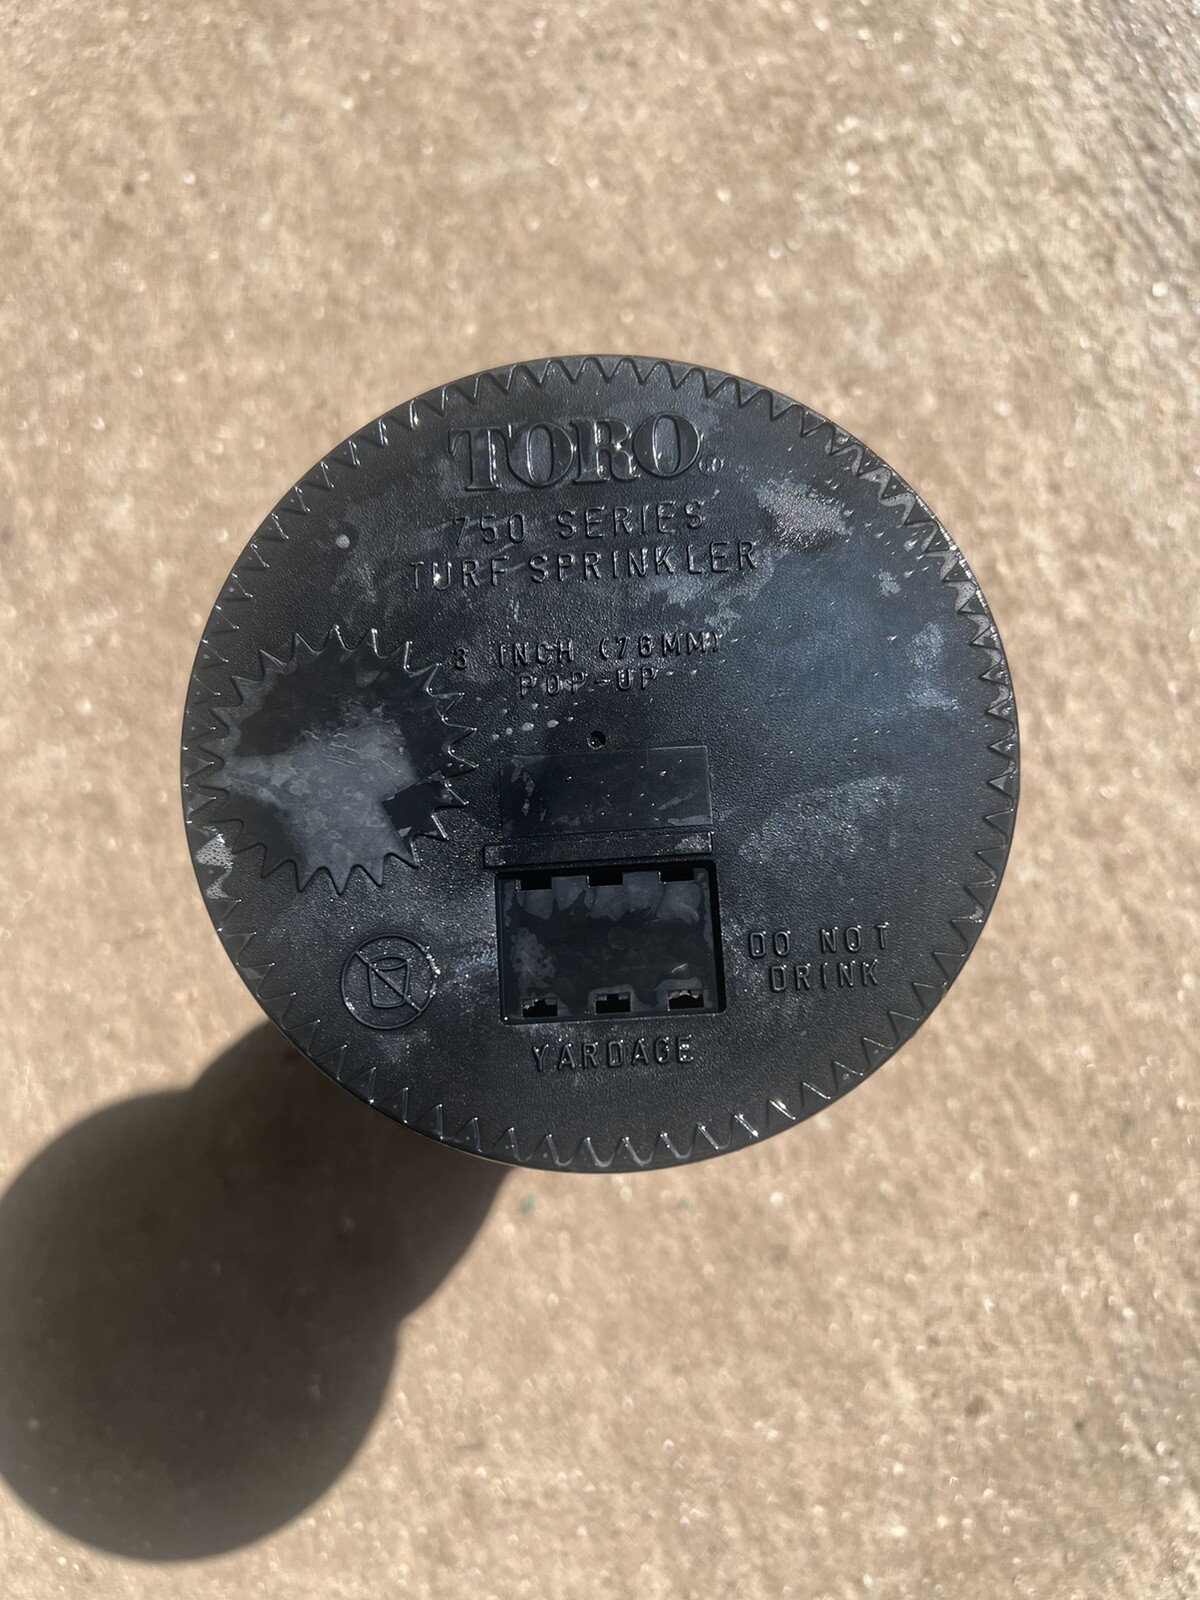 TORO®
750 SERIES
TURF SPRINKLER
3 INCH (76MM)
POP-UP
DO NOT
DRINK
YARDAGE